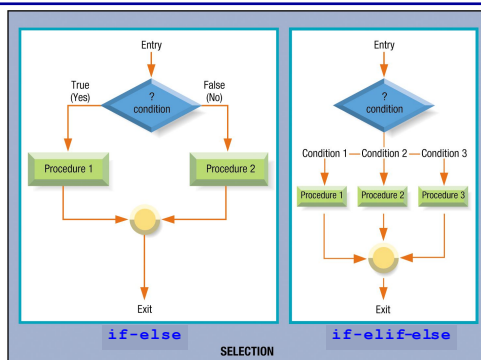 Entry
True
(Yes)
False
(No)
?
condition
Procedure 1
Procedure 2
Exit
if-else
Entry
?
condition
Condition 1
Condition 2
Condition 3
Procedure 1
Procedure 2
Procedure 3
Exit
if-elif-else
SELECTION